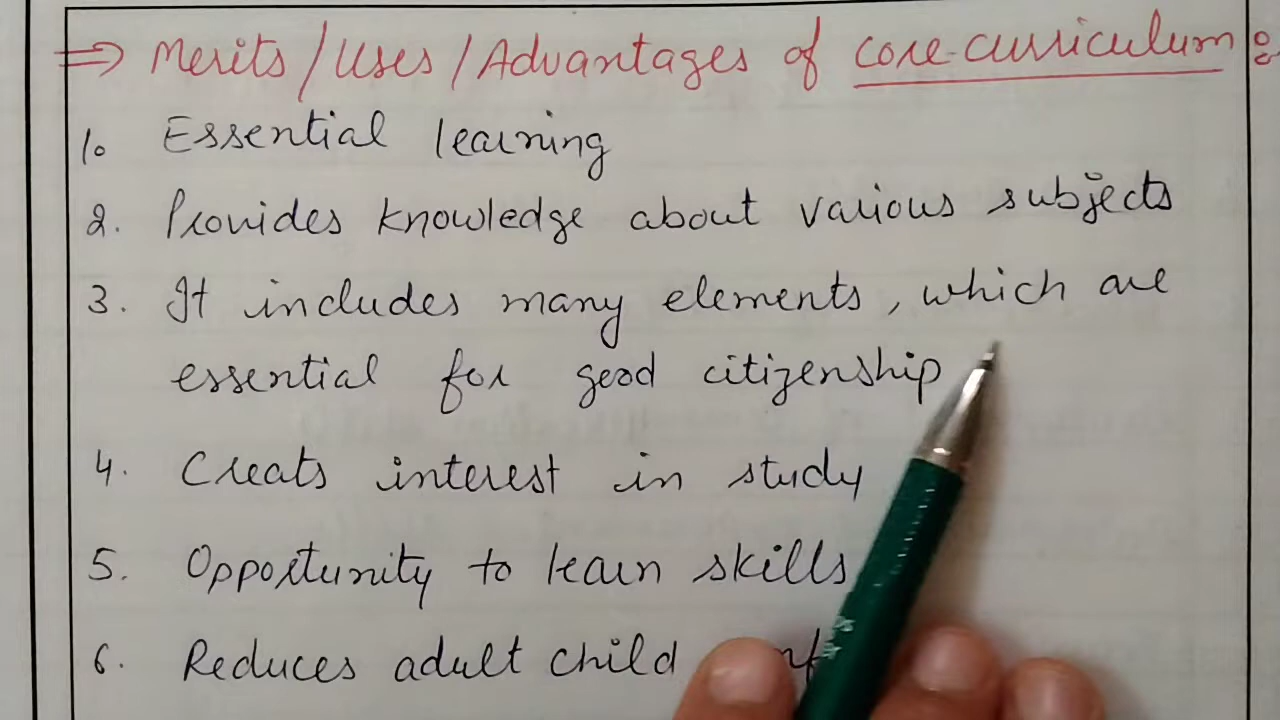 ⇒ Merits/Uses/Advantages of core-curriculum :
1. Essential learning
2. Provides knowledge about various subjects
3. It includes many elements, which are
essential for good citizenship
4. Creats interest in study
5. Opportunity to learn skills
6. Reduces adult child